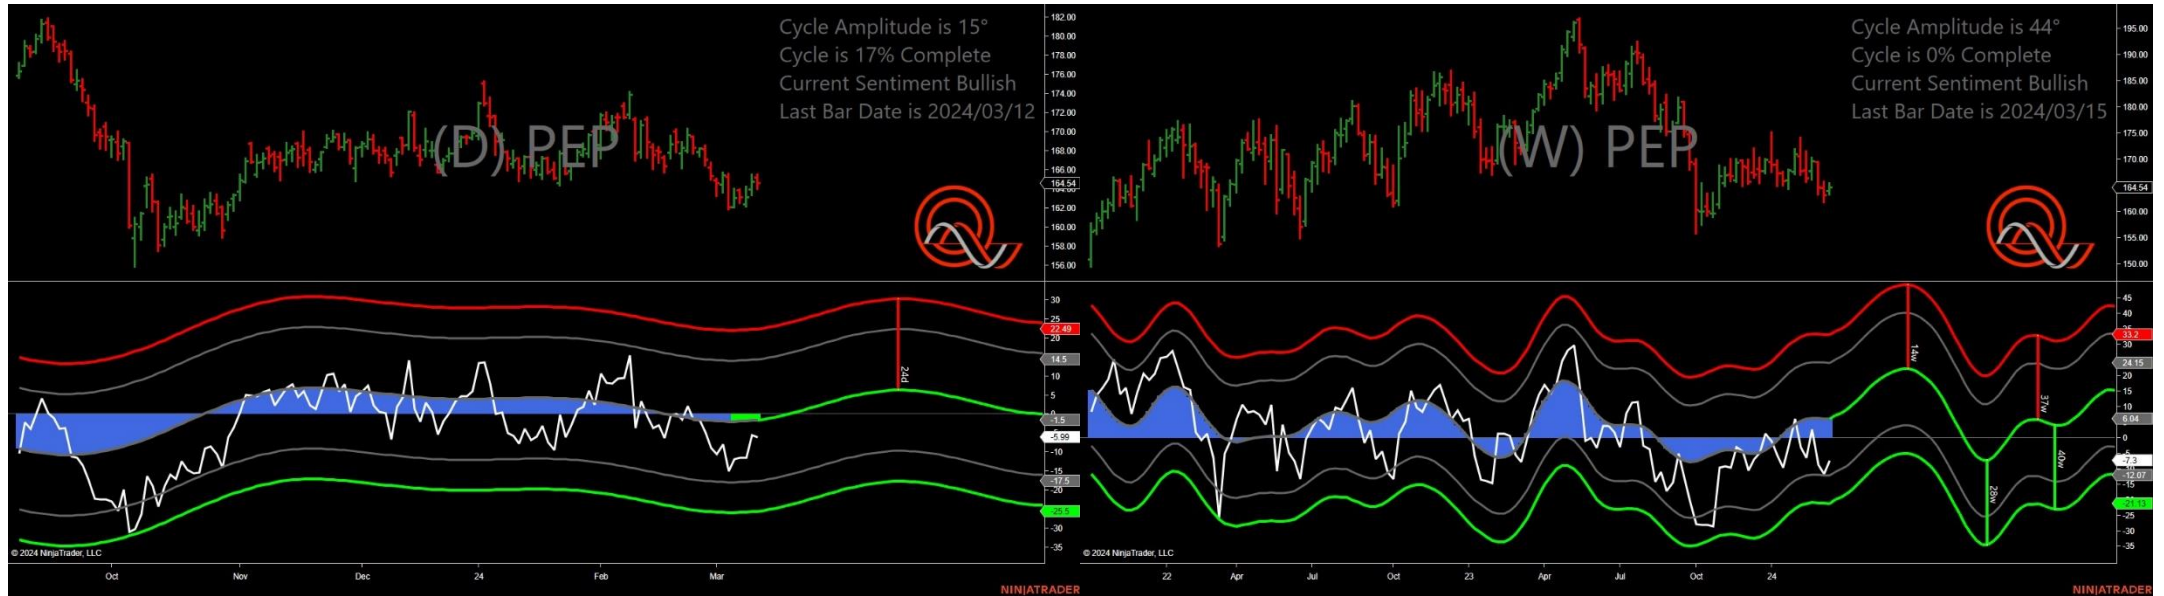 Cycle Amplitude is 15°
Cycle is 17% Complete
Current Sentiment Bullish
Last Bar Date is 2024/03/12
(D) PEP
182.00
180.00
178.00
176.00
174.00
172.00
170.00
168.00
166.00
164.54
162.00
160.00
158.00
156.00
30
25
22.49
20
14.5
10
5
0
-1.5
-5.99
-10
-15
-17.5
-20
-25.5
-30
-35
24d
© 2024 NinjaTrader, LLC
Oct
Nov
Dec
24
Feb
Mar
NINJATRADER
Cycle Amplitude is 44°
Cycle is 0% Complete
Current Sentiment Bullish
Last Bar Date is 2024/03/15
(W) PEP
195.00
190.00
185.00
180.00
175.00
170.00
164.54
160.00
155.00
150.00
45
40
33.2
30
24.15
20
15
10
6.04
0
-7.3
-12.07
-15
-21.13
-25
-30
-35
14w
28w
37w
40w
© 2024 NinjaTrader, LLC
22
Apr
Jul
Oct
23
Apr
Jul
Oct
24
NINJATRADER